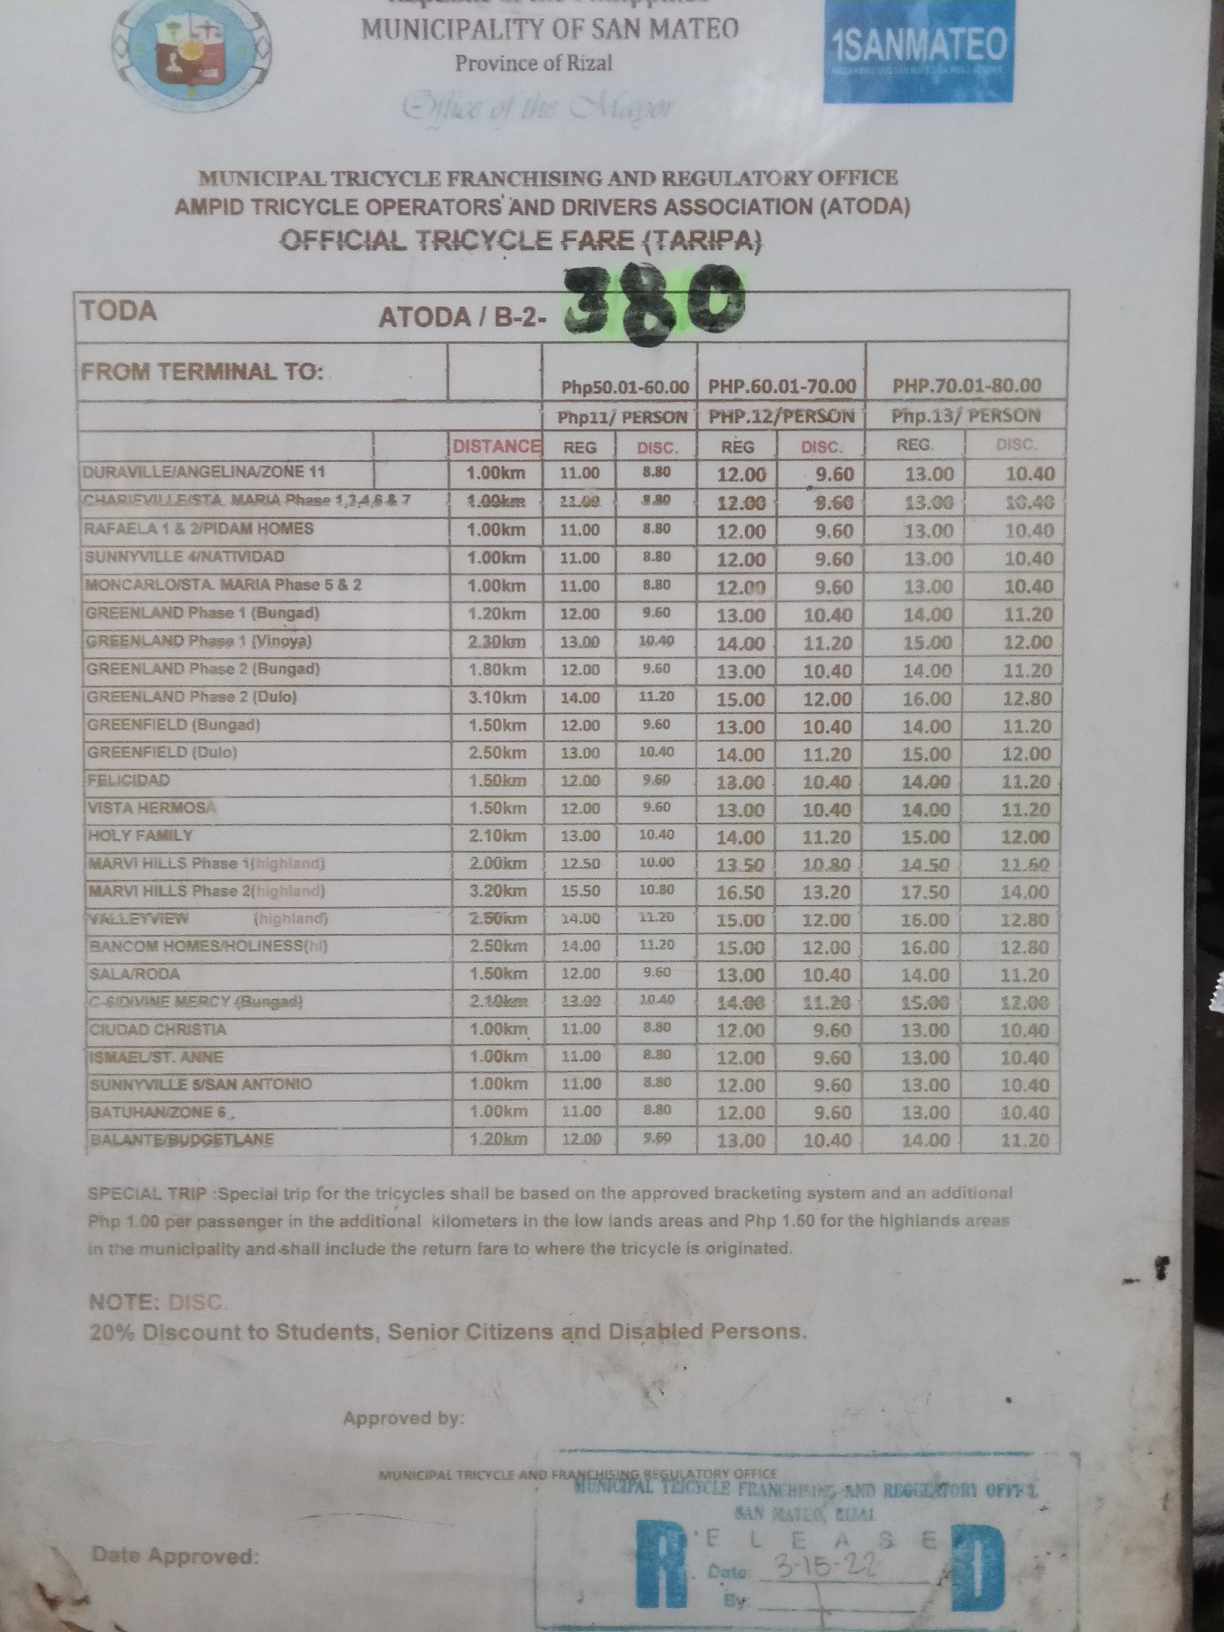 MUNICIPALITY OF SAN MATEO
Province of Rizal
Office of the Mayor
1SANMATEO
MUNICIPAL TRICYCLE FRANCHISING AND REGULATORY OFFICE
AMPID TRICYCLE OPERATORS AND DRIVERS ASSOCIATION (ATODA)
OFFICIAL TRICYCLE FARE (TARIPA)
TODA ATODA / B-2- 380
FROM TERMINAL TO: Php50.01-60.00 PHP.60.01-70.00 PHP.70.01-80.00
Php11/ PERSON PHP.12/PERSON Php.13/ PERSON
DISTANCE REG DISC. REG DISC. REG. DISC.
DURAVILLE/ANGELINA/ZONE 11 1.00km 11.00 8.80 12.00 9.60 13.00 10.40
CHARIEVILLE/STA. MARIA Phase 1,3,4,6 & 7 1.00km 11.00 8.80 12.00 9.60 13.00 10.40
RAFAELA 1 & 2/PIDAM HOMES 1.00km 11.00 8.80 12.00 9.60 13.00 10.40
SUNNYVILLE 4/NATIVIDAD 1.00km 11.00 8.80 12.00 9.60 13.00 10.40
MONCARLO/STA. MARIA Phase 5 & 2 1.00km 11.00 8.80 12.00 9.60 13.00 10.40
GREENLAND Phase 1 (Bungad) 1.20km 12.00 9.60 13.00 10.40 14.00 11.20
GREENLAND Phase 1 (Vinoya) 2.30km 13.00 10.40 14.00 11.20 15.00 12.00
GREENLAND Phase 2 (Bungad) 1.80km 12.00 9.60 13.00 10.40 14.00 11.20
GREENLAND Phase 2 (Dulo) 3.10km 14.00 11.20 15.00 12.00 16.00 12.80
GREENFIELD (Bungad) 1.50km 12.00 9.60 13.00 10.40 14.00 11.20
GREENFIELD (Dulo) 2.50km 13.00 10.40 14.00 11.20 15.00 12.00
FELICIDAD 1.50km 12.00 9.60 13.00 10.40 14.00 11.20
VISTA HERMOSA 1.50km 12.00 9.60 13.00 10.40 14.00 11.20
HOLY FAMILY 2.10km 13.00 10.40 14.00 11.20 15.00 12.00
MARVI HILLS Phase 1(highland) 2.00km 12.50 10.00 13.50 10.80 14.50 11.60
MARVI HILLS Phase 2(highland) 3.20km 15.50 10.80 16.50 13.20 17.50 14.00
VALLEYVIEW (highland) 2.50km 14.00 11.20 15.00 12.00 16.00 12.80
BANCOM HOMES/HOLINESS(hl) 2.50km 14.00 11.20 15.00 12.00 16.00 12.80
SALA/RODA 1.50km 12.00 9.60 13.00 10.40 14.00 11.20
C-6/DIVINE MERCY (Bungad) 2.10km 13.00 10.40 14.00 11.20 15.00 12.00
CIUDAD CHRISTIA 1.00km 11.00 8.80 12.00 9.60 13.00 10.40
ISMAEL/ST. ANNE 1.00km 11.00 8.80 12.00 9.60 13.00 10.40
SUNNYVILLE 5/SAN ANTONIO 1.00km 11.00 8.80 12.00 9.60 13.00 10.40
BATUHAN/ZONE 6 1.00km 11.00 8.80 12.00 9.60 13.00 10.40
BALANTE/BUDGETLANE 1.20km 12.00 9.60 13.00 10.40 14.00 11.20
SPECIAL TRIP :Special trip for the tricycles shall be based on the approved bracketing system and an additional
Php 1.00 per passenger in the additional kilometers in the low lands areas and Php 1.50 for the highlands areas
in the municipality and shall include the return fare to where the tricycle is originated.
NOTE: DISC.
20% Discount to Students, Senior Citizens and Disabled Persons.
Approved by:
MUNICIPAL TRICYCLE AND FRANCHISING REGULATORY OFFICE
MUNICIPAL TRICYCLE FRANCHISING AND REGULATORY OFFICE
SAN MATEO, RIZAL
RELEASED
Date 3-15-22
By:
Date Approved: